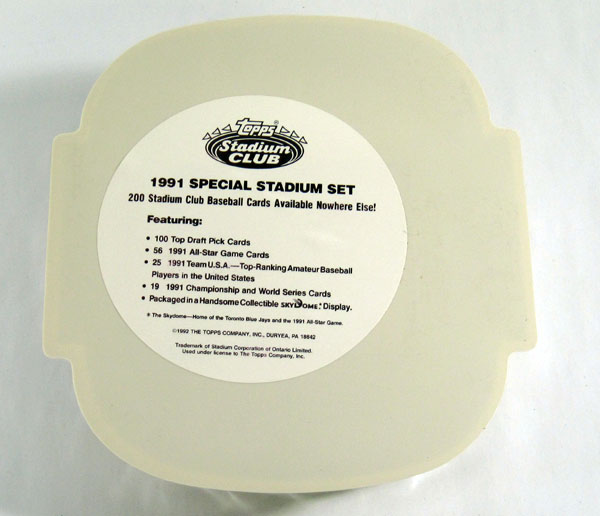 Topps®
Stadium
CLUB
1991 SPECIAL STADIUM SET
200 Stadium Club Baseball Cards Available Nowhere Else!
Featuring:
• 100 Top Draft Pick Cards
• 56 1991 All-Star Game Cards
• 25 1991 Team U.S.A.—Top-Ranking Amateur Baseball
Players in the United States
• 19 1991 Championship and World Series Cards
• Packaged in a Handsome Collectible SKYDOME‡ Display.
‡ The Skydome—Home of the Toronto Blue Jays and the 1991 All-Star Game.
©1992 THE TOPPS COMPANY, INC., DURYEA, PA 18642
Trademark of Stadium Corporation of Ontario Limited.
Used under license to The Topps Company, Inc.